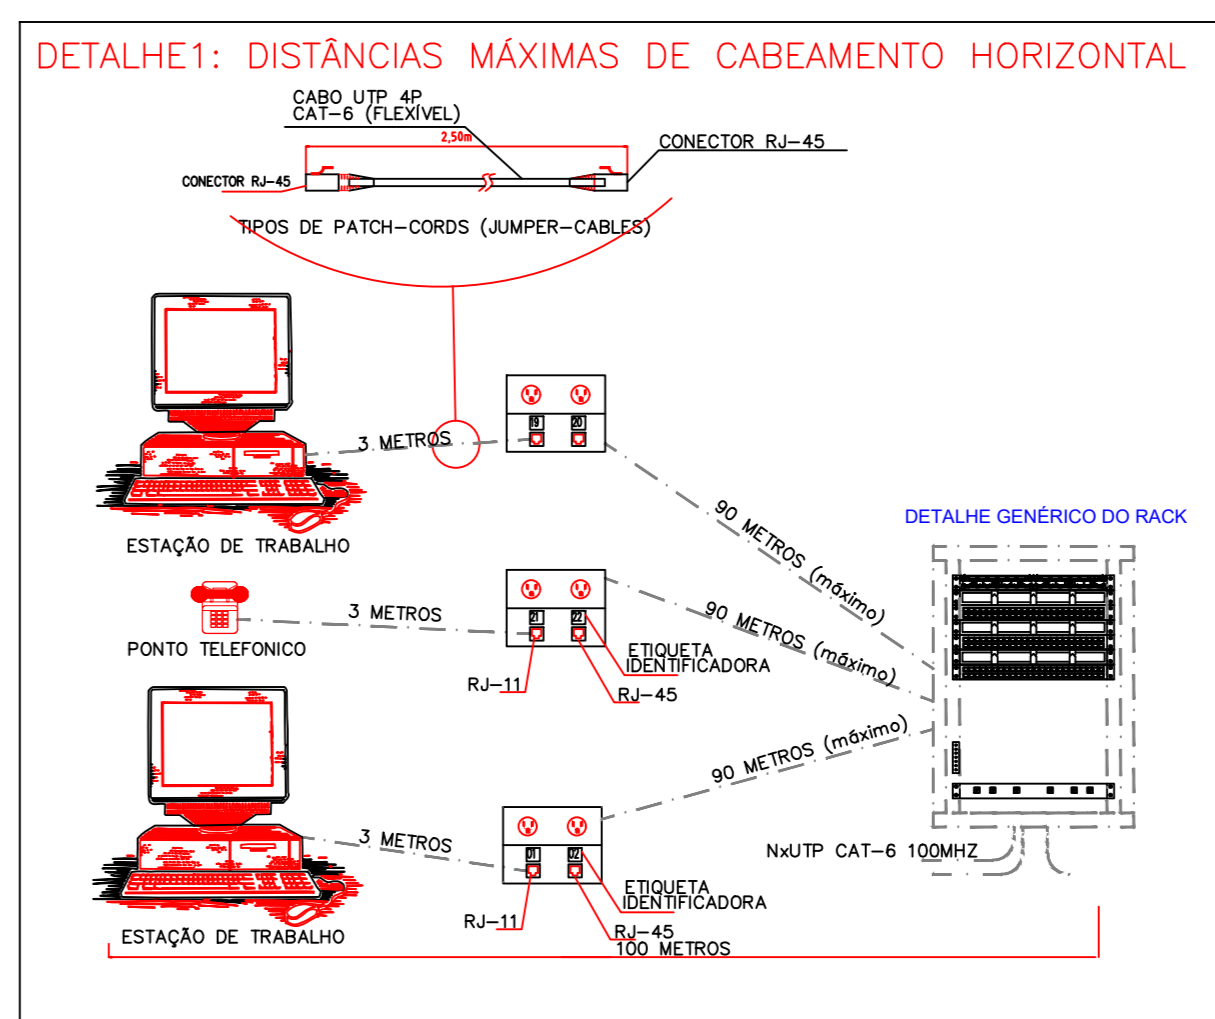 DETALHE1: DISTÂNCIAS MÁXIMAS DE CABEAMENTO HORIZONTAL
CABO UTP 4P
CAT-6 (FLEXÍVEL)
2,50m
CONECTOR RJ-45
CONECTOR RJ-45
TIPOS DE PATCH-CORDS (JUMPER-CABLES)
3 METROS
19
20
ESTAÇÃO DE TRABALHO
90 METROS (máximo)
DETALHE GENÉRICO DO RACK
3 METROS
21
22
PONTO TELEFONICO
ETIQUETA
IDENTIFICADORA
RJ-11
RJ-45
90 METROS (máximo)
90 METROS (máximo)
3 METROS
01
02
NxUTP CAT-6 100MHZ
ETIQUETA
IDENTIFICADORA
RJ-11
RJ-45
ESTAÇÃO DE TRABALHO
100 METROS